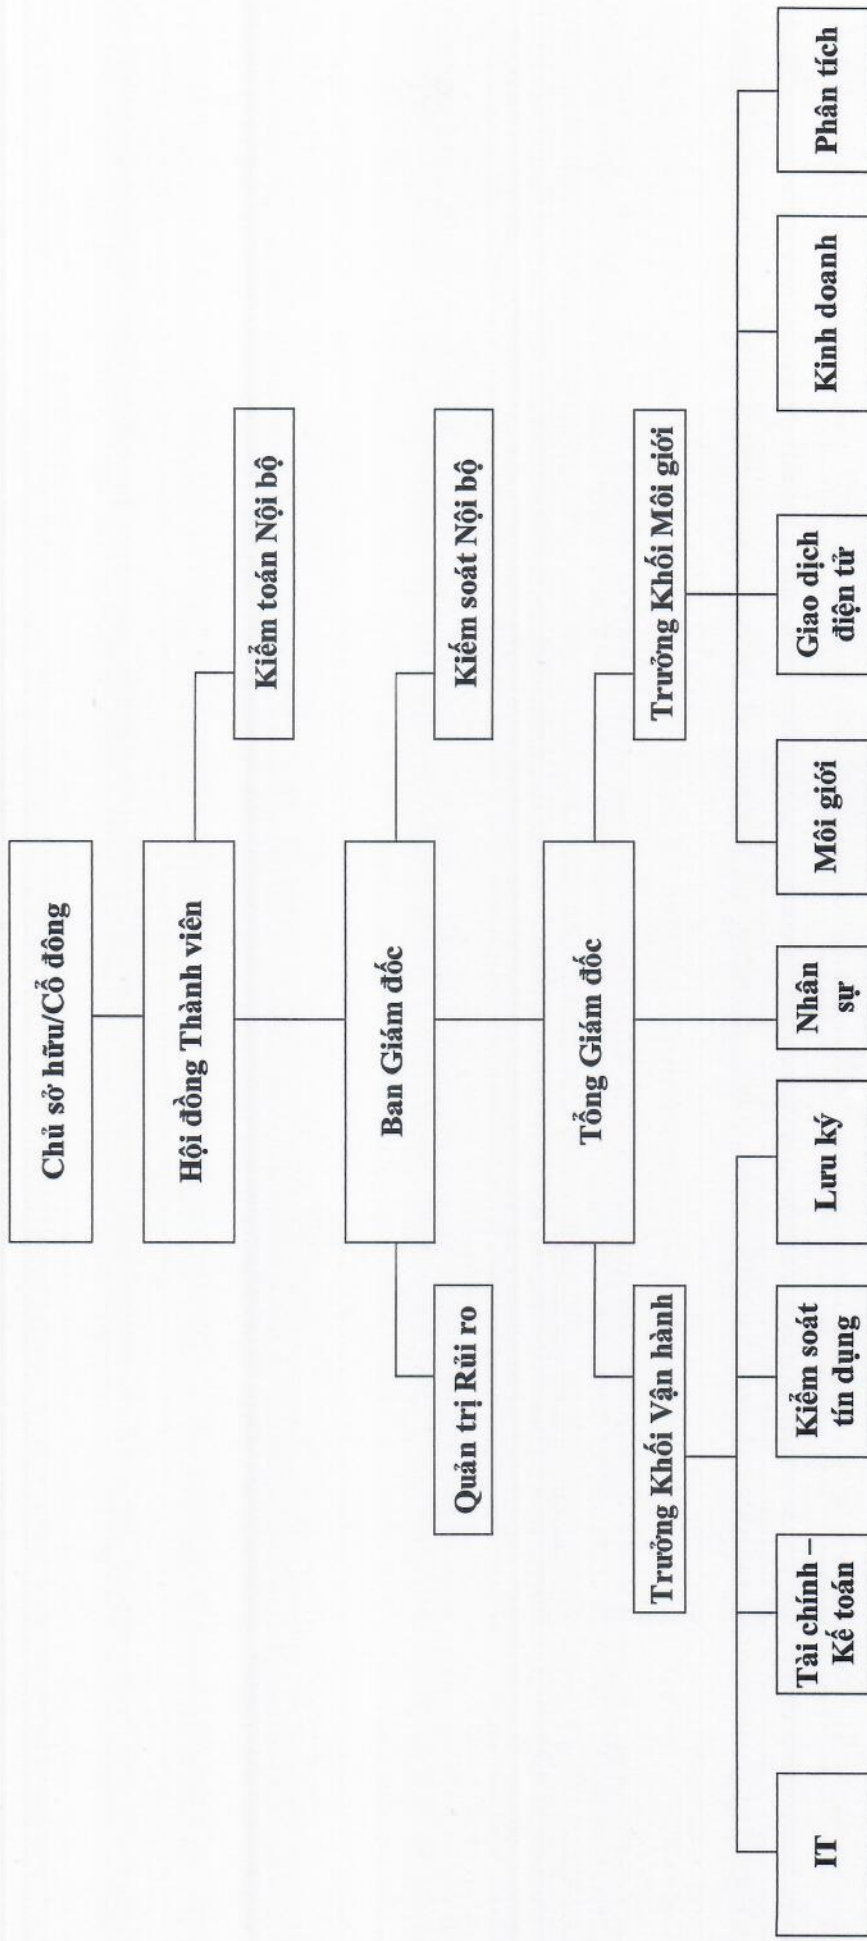 Chủ sở hữu/Cổ đông
Hội đồng Thành viên
Kiểm toán Nội bộ
Ban Giám đốc
Quản trị Rủi ro
Kiếm soát Nội bộ
Tổng Giám đốc
Trưởng Khối Vận hành
Trưởng Khối Môi giới
IT
Tài chính –
Kế toán
Kiểm soát
tín dụng
Lưu ký
Nhân
sự
Môi giới
Giao dịch
điện tử
Kinh doanh
Phân tích